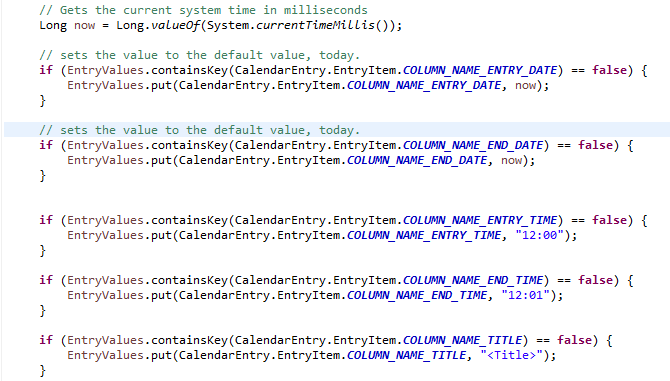 // Gets the current system time in milliseconds
Long now = Long.valueOf(System.currentTimeMillis());
// sets the value to the default value, today.
if (EntryValues.containsKey(CalendarEntry.EntryItem.COLUMN_NAME_ENTRY_DATE) == false) {
EntryValues.put(CalendarEntry.EntryItem.COLUMN_NAME_ENTRY_DATE, now);
}
// sets the value to the default value, today.
if (EntryValues.containsKey(CalendarEntry.EntryItem.COLUMN_NAME_END_DATE) == false) {
EntryValues.put(CalendarEntry.EntryItem.COLUMN_NAME_END_DATE, now);
}
if (EntryValues.containsKey(CalendarEntry.EntryItem.COLUMN_NAME_ENTRY_TIME) == false) {
EntryValues.put(CalendarEntry.EntryItem.COLUMN_NAME_ENTRY_TIME, "12:00");
}
if (EntryValues.containsKey(CalendarEntry.EntryItem.COLUMN_NAME_END_TIME) == false) {
EntryValues.put(CalendarEntry.EntryItem.COLUMN_NAME_END_TIME, "12:01");
}
if (EntryValues.containsKey(CalendarEntry.EntryItem.COLUMN_NAME_TITLE) == false) {
EntryValues.put(CalendarEntry.EntryItem.COLUMN_NAME_TITLE, "<Title>");
}